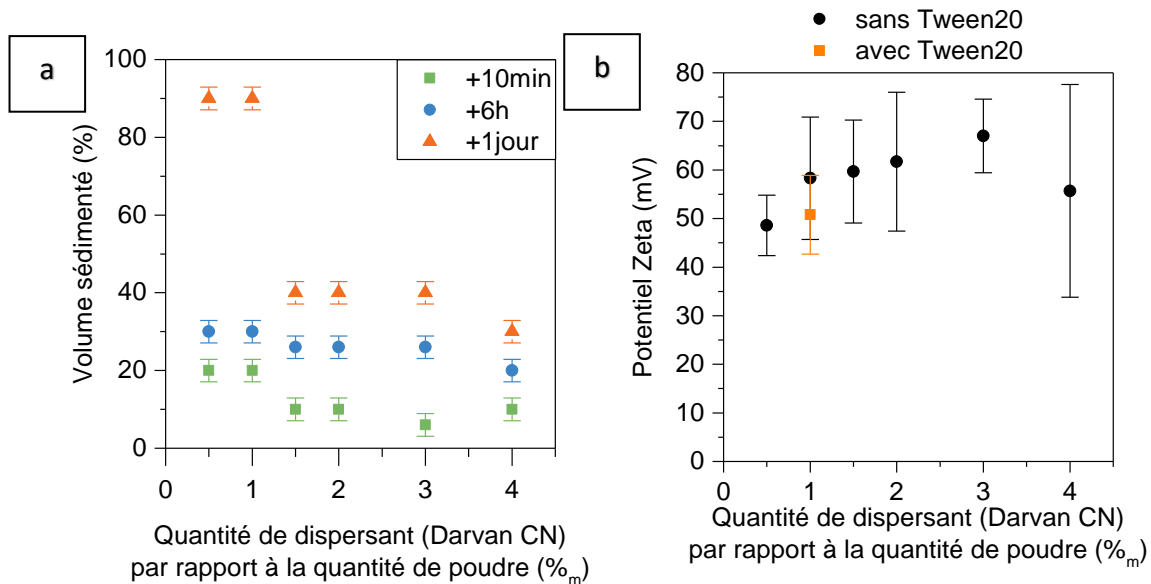 a
Volume sédimenté (%)
100
80
60
40
20
0
0
1
2
3
4
+10min
+6h
+1jour
Quantité de dispersant (Darvan CN)
par rapport à la quantité de poudre (%m)
b
sans Tween20
avec Tween20
Potentiel Zeta (mV)
80
70
60
50
40
30
20
10
0
0
1
2
3
4
Quantité de dispersant (Darvan CN)
par rapport à la quantité de poudre (%m)